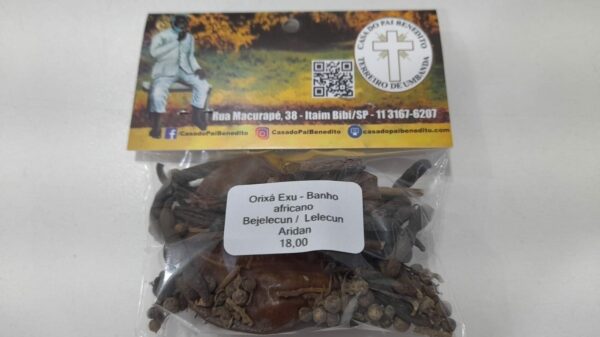 CASA DO PAI BENEDITO
TERREIRO DE UMBANDA
Rua Macurapé, 38 - Itaim Bibi/SP - 11 3167-6207
CasadoPaiBenedito
CasadoPaiBenedito
casadopaibenedito.com
Orixá Exu - Banho
africano
Bejelecun / Lelecun
Aridan
18,00